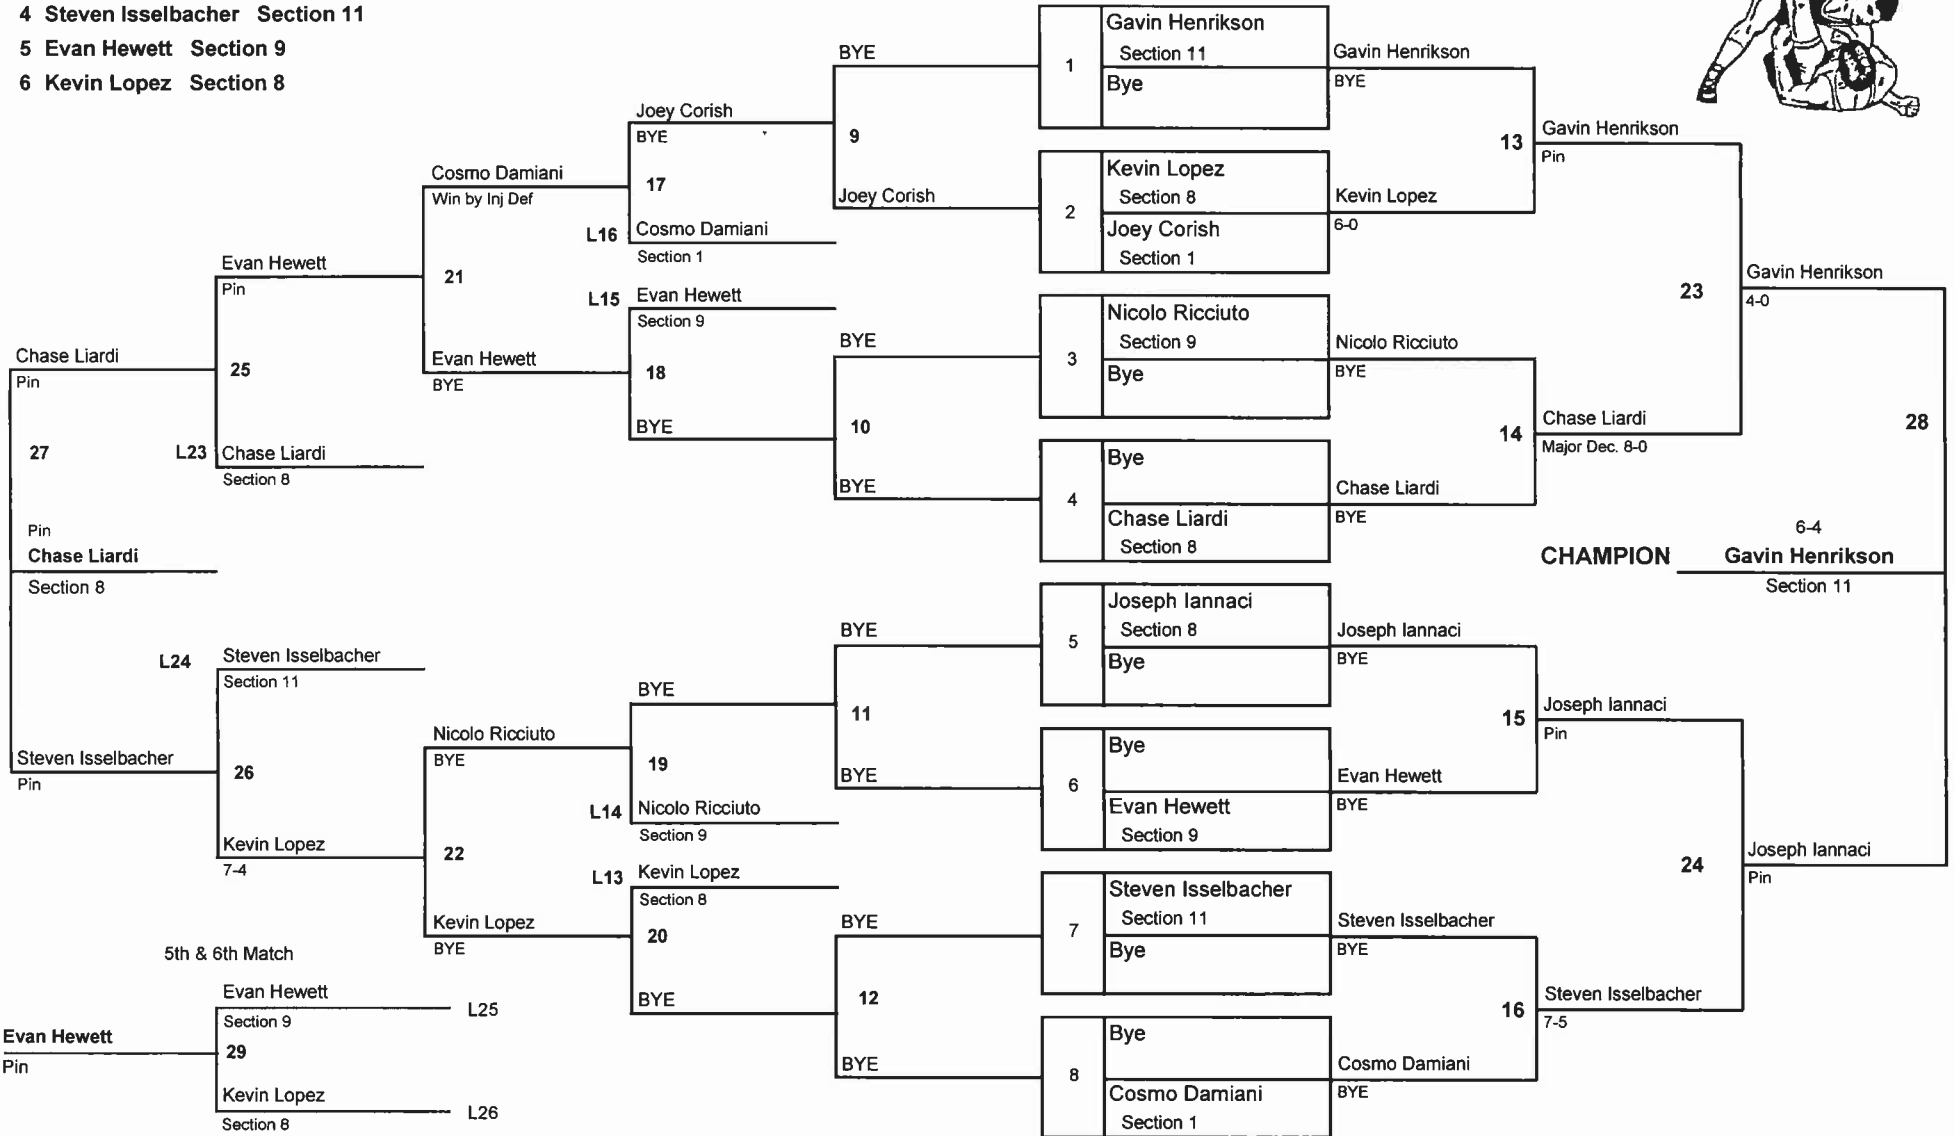 4 Steven Isselbacher Section 11
5 Evan Hewett Section 9
6 Kevin Lopez Section 8
Chase Liardi
Pin
27
Pin
Chase Liardi
Section 8
Steven Isselbacher
Pin
Evan Hewett
Pin
25
L23 Chase Liardi
Section 8
L24 Steven Isselbacher
Section 11
26
Kevin Lopez
7-4
5th & 6th Match
Evan Hewett
L25
Section 9
Evan Hewett
29
Pin
Kevin Lopez
L26
Section 8
Cosmo Damiani
Win by Inj Def
21
Evan Hewett
BYE
Nicolo Ricciuto
BYE
22
Kevin Lopez
BYE
Joey Corish
BYE
17
L16 Cosmo Damiani
Section 1
L15 Evan Hewett
Section 9
18
BYE
BYE
19
L14 Nicolo Ricciuto
Section 9
L13 Kevin Lopez
Section 8
20
BYE
BYE
9
Joey Corish
BYE
10
BYE
BYE
11
BYE
BYE
12
BYE
1
Gavin Henrikson
Section 11
Bye
2
Kevin Lopez
Section 8
Joey Corish
Section 1
3
Nicolo Ricciuto
Section 9
Bye
4
Bye
Chase Liardi
Section 8
5
Joseph Iannaci
Section 8
Bye
6
Bye
Evan Hewett
Section 9
7
Steven Isselbacher
Section 11
Bye
8
Bye
Cosmo Damiani
Section 1
Gavin Henrikson
BYE
13
Kevin Lopez
6-0
Nicolo Ricciuto
BYE
14
Chase Liardi
BYE
Joseph Iannaci
BYE
15
Evan Hewett
BYE
Steven Isselbacher
BYE
16
Cosmo Damiani
BYE
Gavin Henrikson
Pin
23
Chase Liardi
Major Dec. 8-0
Joseph Iannaci
Pin
24
Steven Isselbacher
7-5
Gavin Henrikson
4-0
28
6-4
CHAMPION Gavin Henrikson
Section 11
Joseph Iannaci
Pin